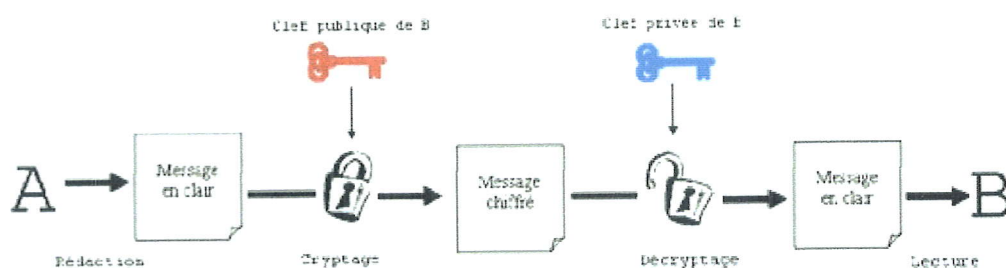 Clef publique de B
Clef privée de B
A
Message
en clair
Message
chiffré
Message
en clair
B
Rédaction
Cryptage
Décryptage
Lecture